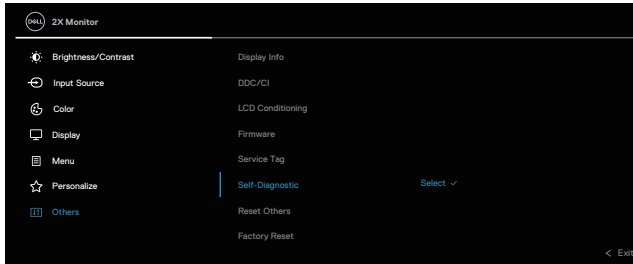 DELL 2X Monitor
Brightness/Contrast
Display Info
Input Source
DDC/CI
Color
LCD Conditioning
Display
Firmware
Menu
Service Tag
Personalize
Self-Diagnostic
Select ✓
Others
Reset Others
Factory Reset
< Exit